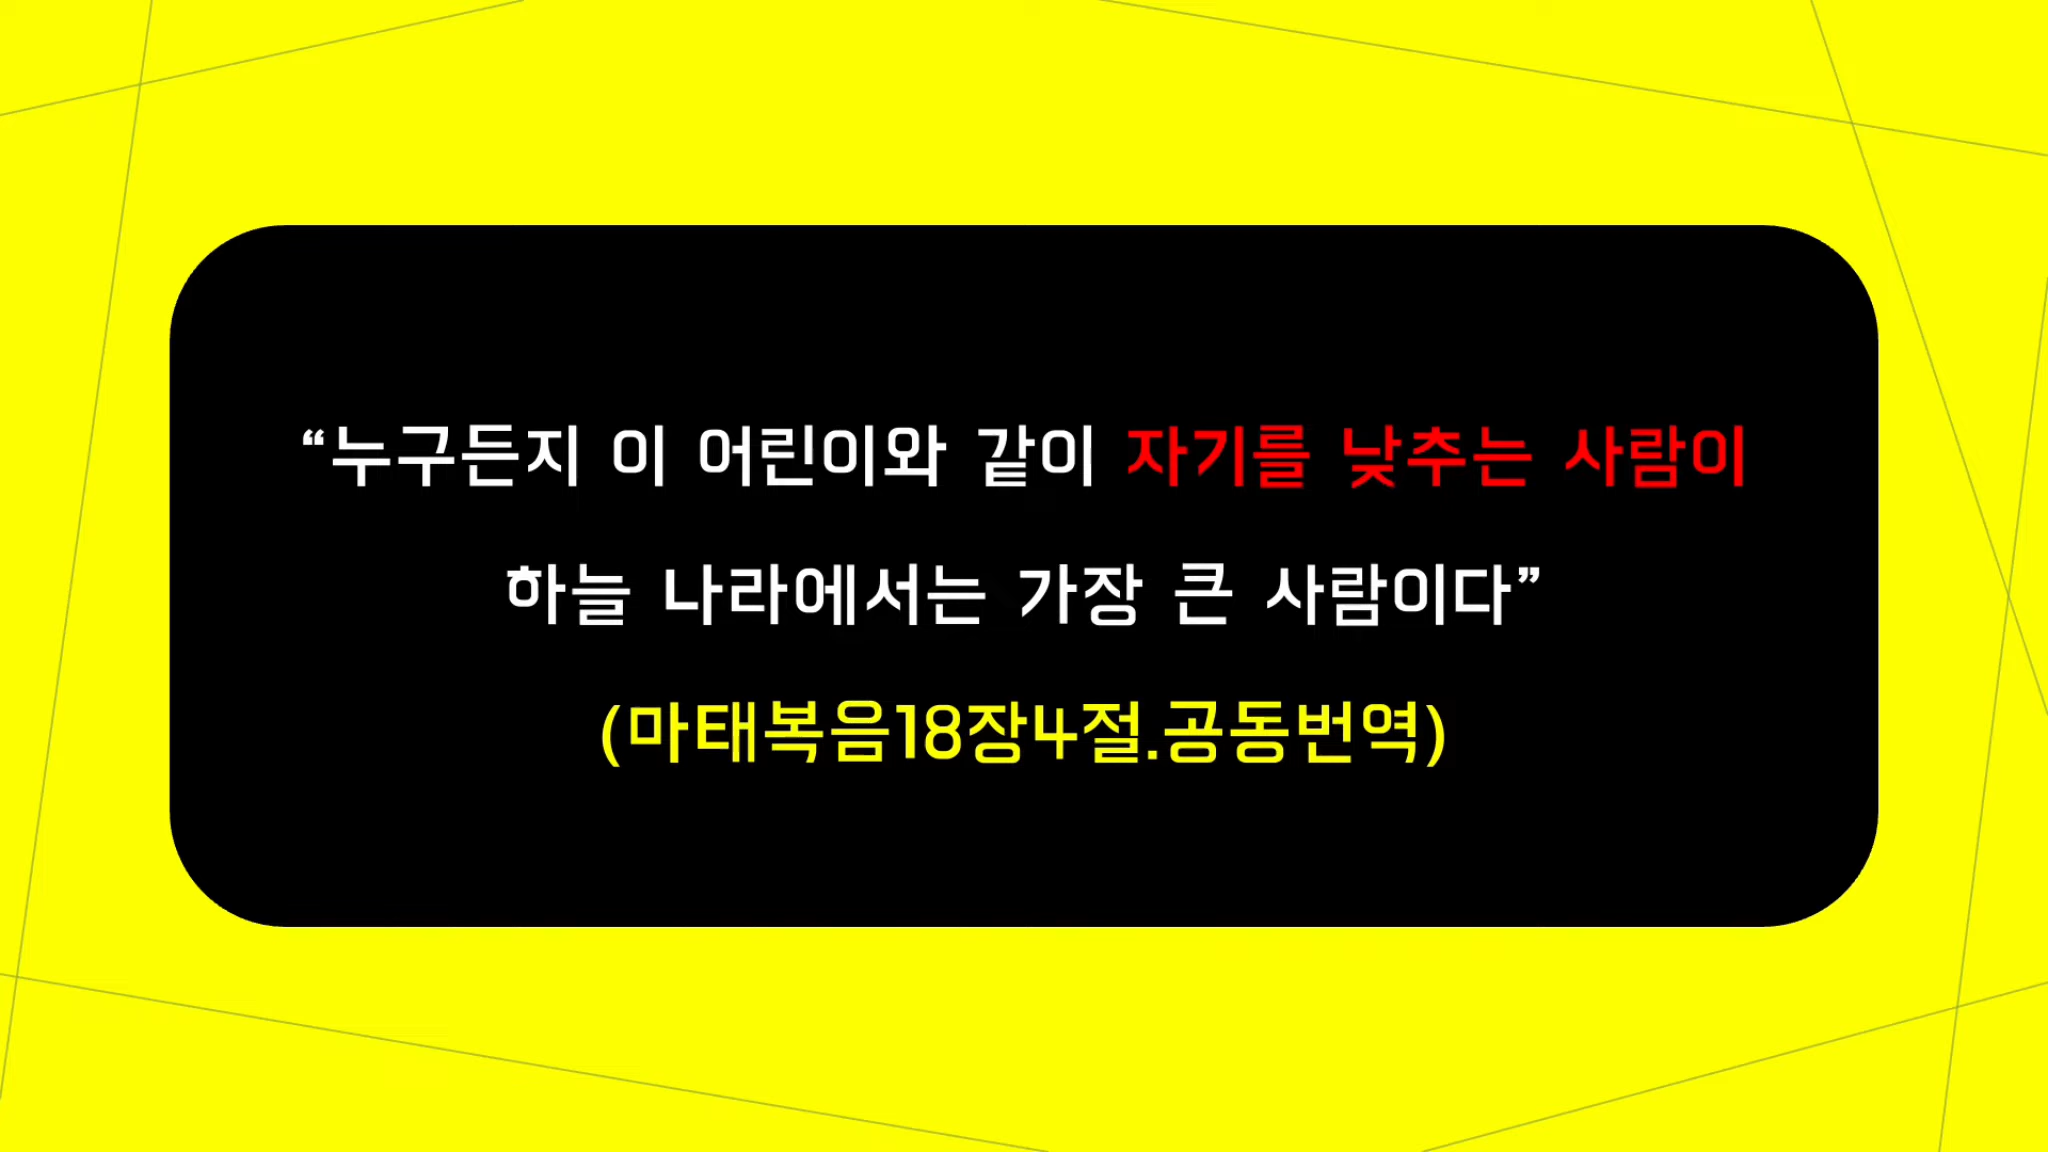 “누구든지 이 어린이와 같이 자기를 낮추는 사람이
하늘 나라에서는 가장 큰 사람이다”
(마태복음18장4절.공동번역)